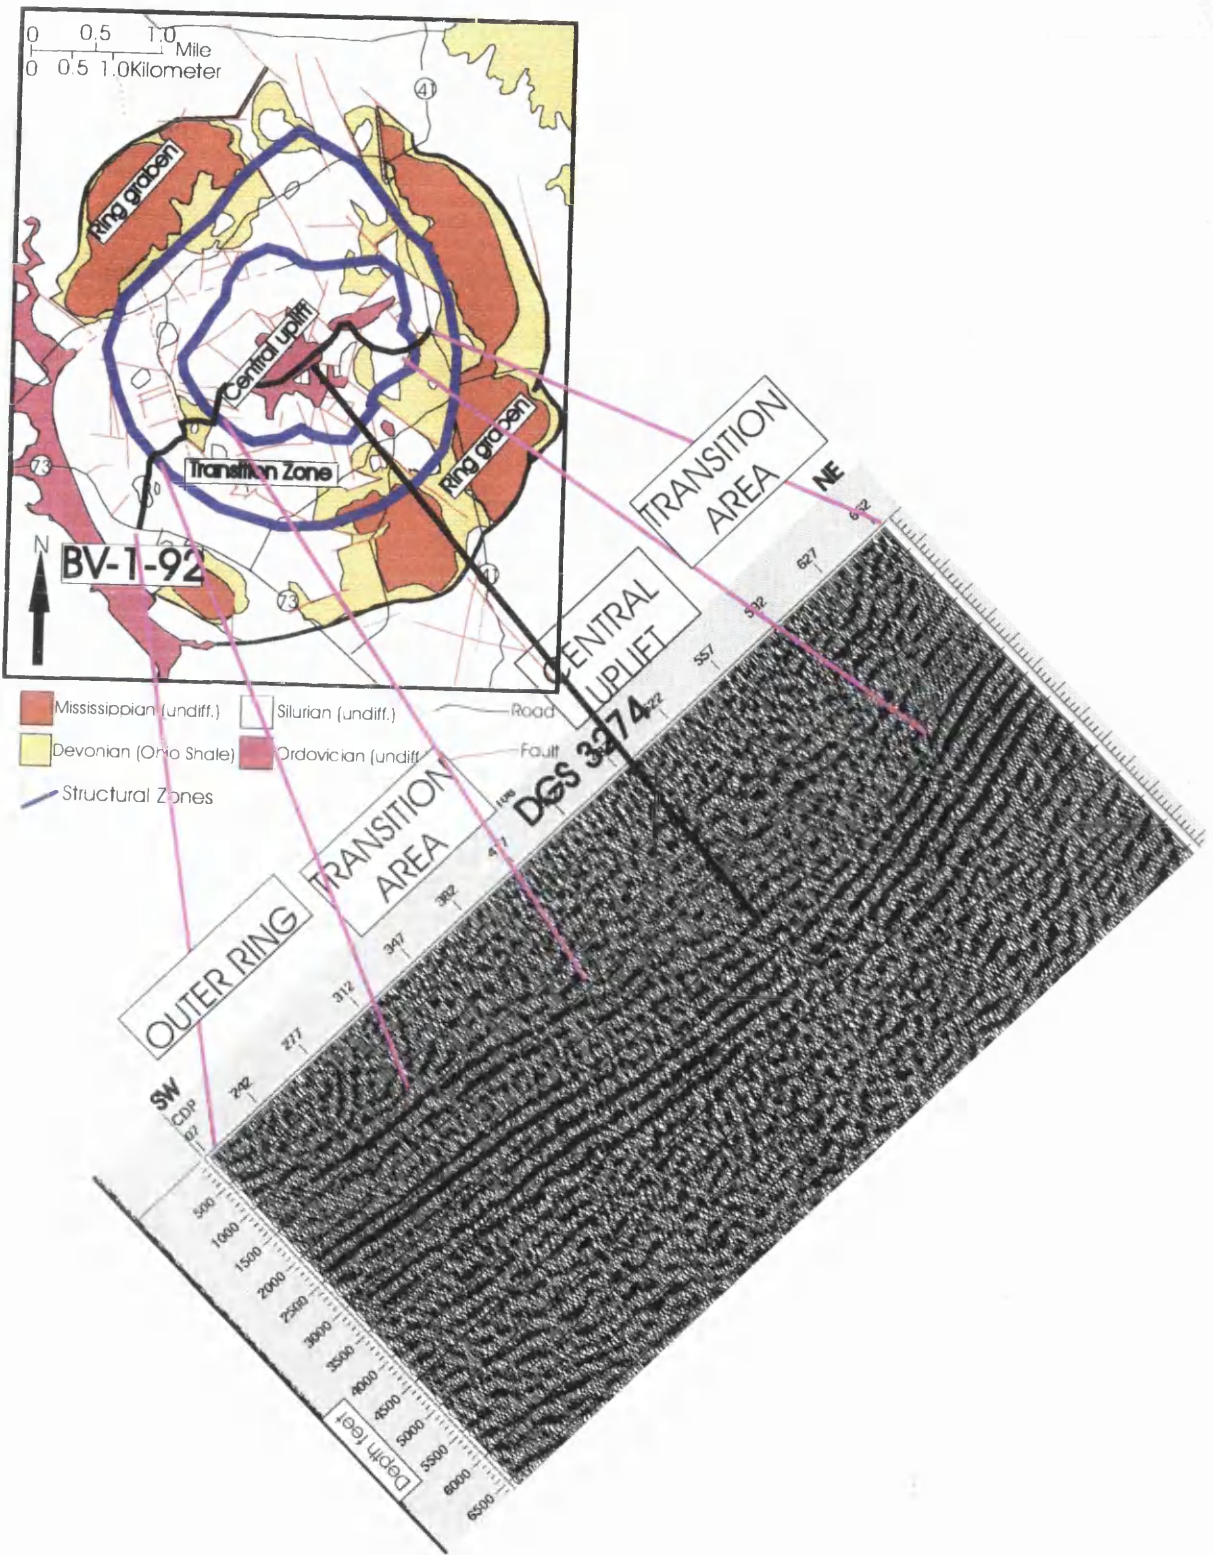 0 0.5 1.0
Mile
0 0.5 1.0 Kilometer
41
Ring graben
Central uplift
Ring graben
73
Transition Zone
N
BV-1-92
73
41
Mississippian (undiff.)
Silurian (undiff.)
Road
Devonian (Ohio Shale)
Ordovician (undiff
Fault
Structural Zones
TRANSITION
AREA
NE
CENTRAL
UPLIFT
DGS 3274
TRANSITION
AREA
OUTER RING
SW
CDP
242
277
312
347
382
557
627
500
1000
1500
2000
2500
3000
3500
4000
4500
5000
5500
6000
6500
Depth feet